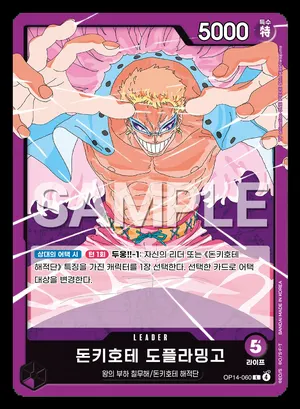 5000
특수
特
SAMPLE
상대의 어택 시 턴 1회 두웅!!-1: 자신의 리더 또는 《돈키호테
해적단》 특징을 가진 캐릭터를 1장 선택한다. 선택한 카드로 어택
대상을 변경한다.
LEADER
돈키호테 도플라밍고
5
라이프
왕의 부하 칠무해/돈키호테 해적단
OP14-060 L